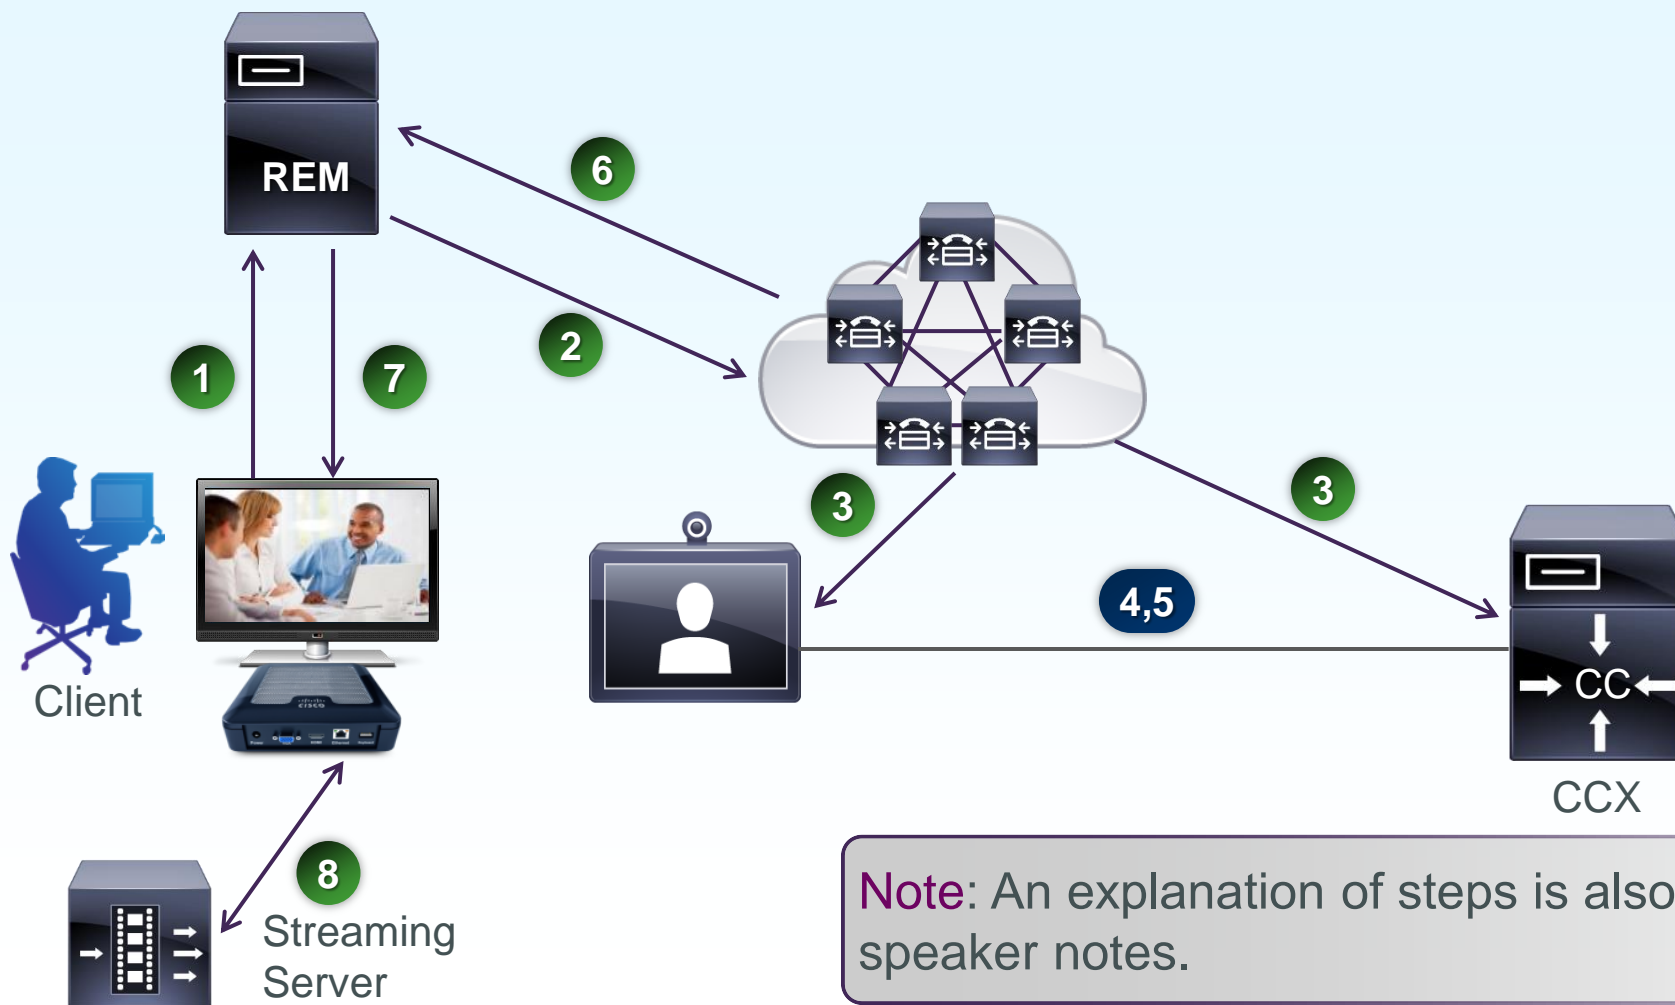 REM
6
2
1
7
3
3
4,5
Client
CISCO
CC
CCX
8
Streaming
Server
Note: An explanation of steps is also
speaker notes.